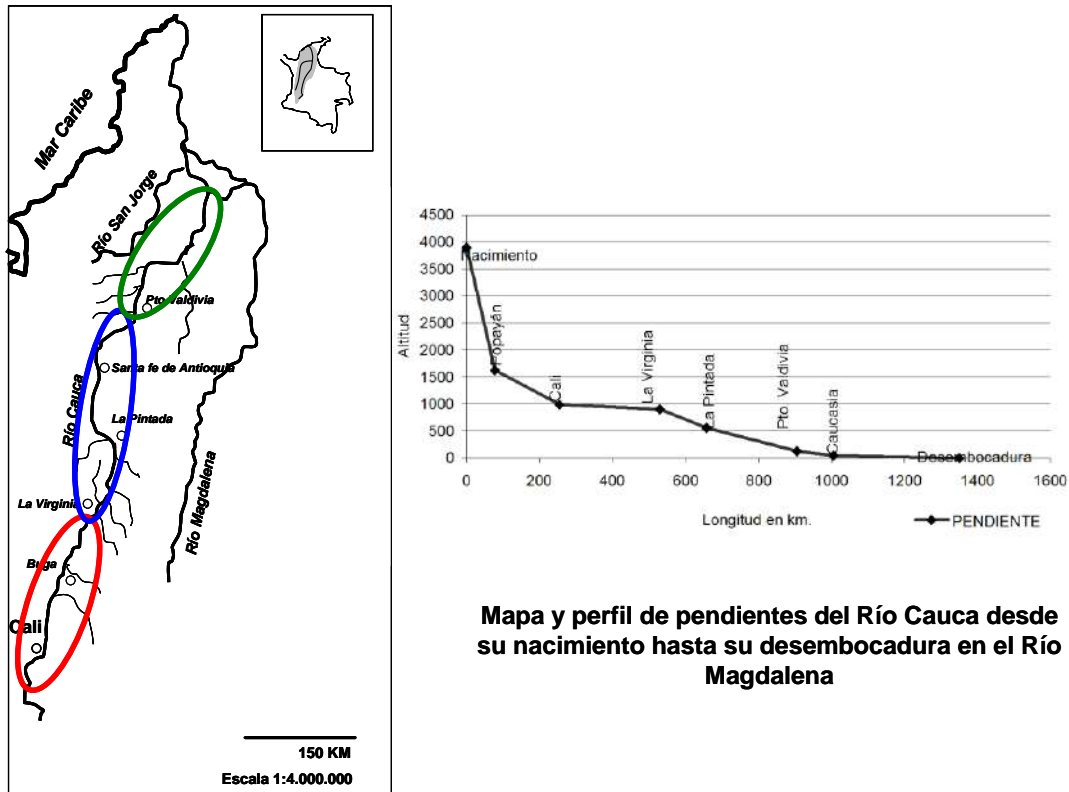 Mar Caribe
Río San Jorge
Pto Valdivia
Santa fe de Antioquia
Río Cauca
La Pintada
Río Magdalena
La Virginia
Buga
Cali
150 KM
Escala 1:4.000.000
4500
4000
3500
3000
2500
2000
1500
1000
500
0
Altitud
Nacimiento
Popayán
Cali
La Virginia
La Pintada
Pto Valdivia
Caucasia
Desembocadura
0 200 400 600 800 1000 1200 1400 1600
Longitud en km.
PENDIENTE
Mapa y perfil de pendientes del Río Cauca desde
su nacimiento hasta su desembocadura en el Río
Magdalena